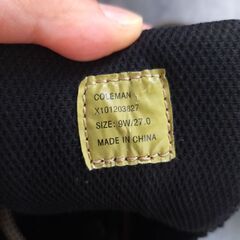 COLEMAN
X101203827
SIZE: 9W/27.0
MADE IN CHINA